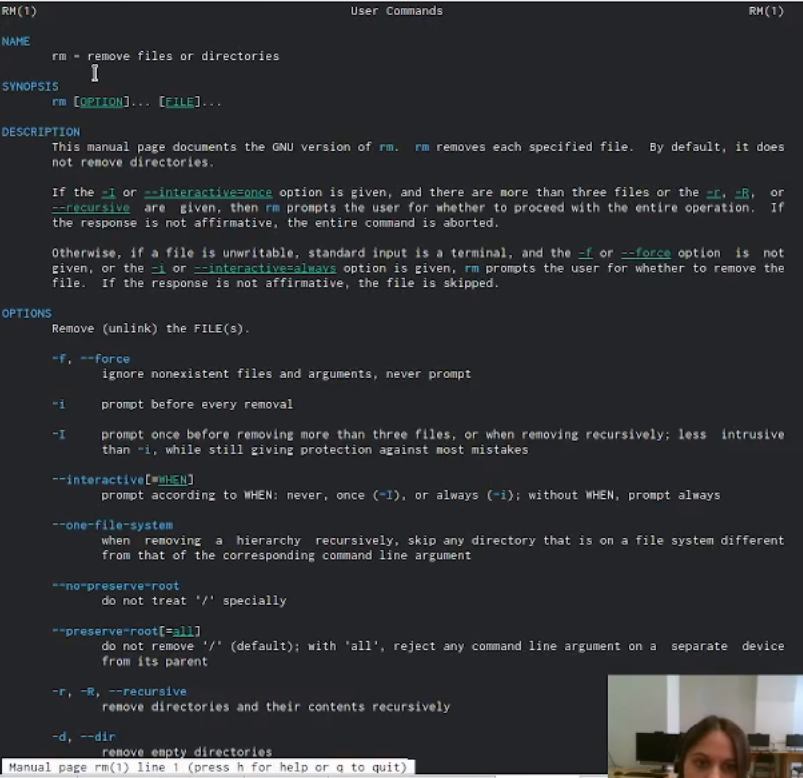 RM(1) User Commands RM(1)
NAME
rm - remove files or directories
SYNOPSIS
rm [OPTION]... [FILE]...
DESCRIPTION
This manual page documents the GNU version of rm. rm removes each specified file. By default, it does
not remove directories.
If the -I or --interactive=once option is given, and there are more than three files or the -r, -R, or
--recursive are given, then rm prompts the user for whether to proceed with the entire operation. If
the response is not affirmative, the entire command is aborted.
Otherwise, if a file is unwritable, standard input is a terminal, and the -f or --force option is not
given, or the -i or --interactive=always option is given, rm prompts the user for whether to remove the
file. If the response is not affirmative, the file is skipped.
OPTIONS
Remove (unlink) the FILE(s).
-f, --force
ignore nonexistent files and arguments, never prompt
-i prompt before every removal
-I prompt once before removing more than three files, or when removing recursively; less intrusive
than -i, while still giving protection against most mistakes
--interactive[=WHEN]
prompt according to WHEN: never, once (-I), or always (-i); without WHEN, prompt always
--one-file-system
when removing a hierarchy recursively, skip any directory that is on a file system different
from that of the corresponding command line argument
--no-preserve-root
do not treat '/' specially
--preserve-root[=all]
do not remove '/' (default); with 'all', reject any command line argument on a separate device
from its parent
-r, -R, --recursive
remove directories and their contents recursively
-d, --dir
remove empty directories
Manual page rm(1) line 1 (press h for help or q to quit)